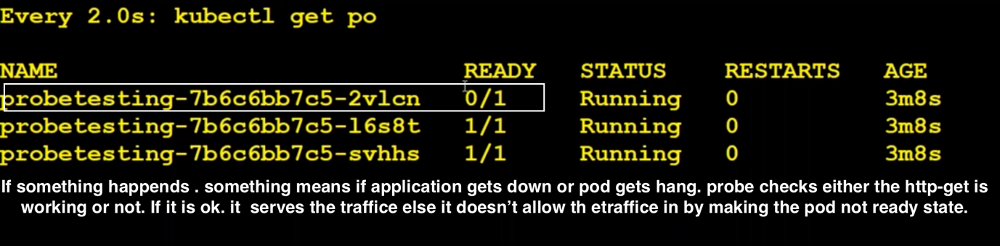 Every 2.0s: kubectl get po
NAME READY STATUS RESTARTS AGE
probetesting-7b6c6bb7c5-2vlcn 0/1 Running 0 3m8s
probetesting-7b6c6bb7c5-l6s8t 1/1 Running 0 3m8s
probetesting-7b6c6bb7c5-svhhs 1/1 Running 0 3m8s
If something happends . something means if application gets down or pod gets hang. probe checks either the http-get is
working or not. If it is ok. it serves the traffice else it doesn't allow th etraffice in by making the pod not ready state.